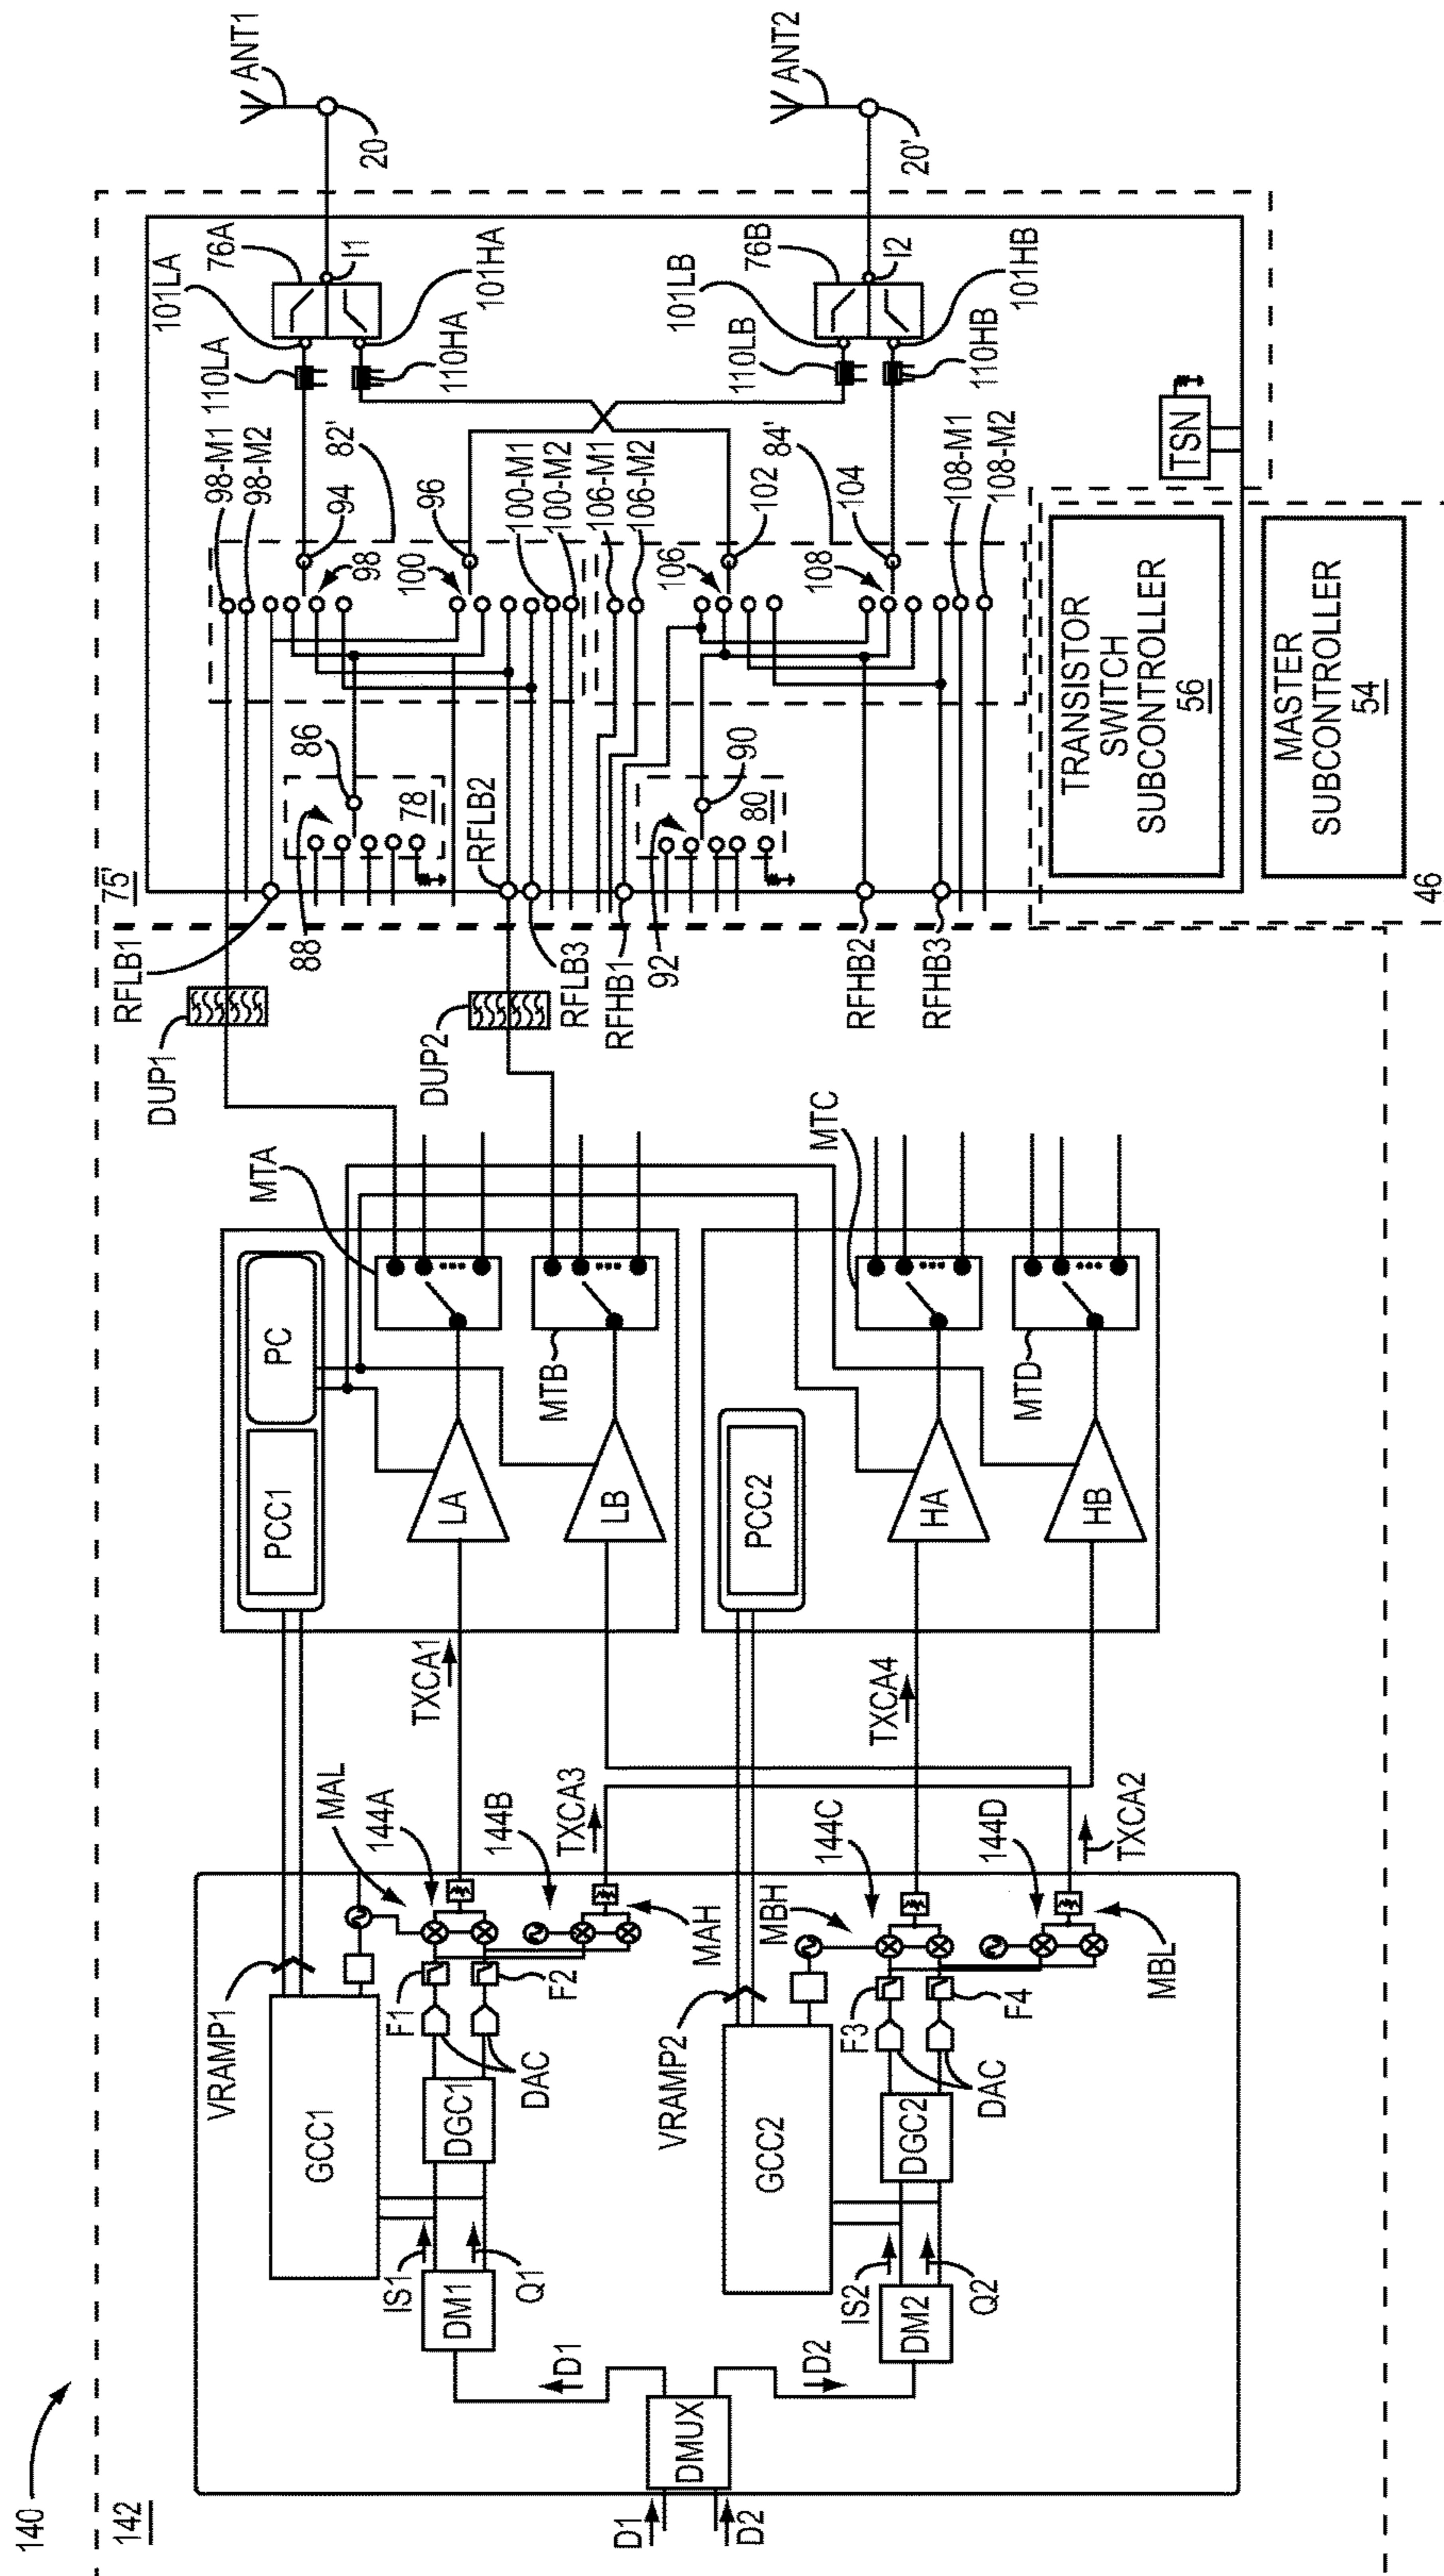 140
142
D1
D2
DMUX
D1
D2
DM1
IS1
Q1
GCC1
DGC1
DAC
F1
F2
VRAMP1
MAL
144A
144B
MAH
TXCA1
TXCA3
DM2
IS2
Q2
GCC2
DGC2
DAC
F3
F4
VRAMP2
MBH
144C
144D
MBL
TXCA4
TXCA2
PCC1
PC
LA
LB
MTA
MTB
PCC2
HA
HB
MTC
MTD
DUP1
DUP2
75'
RFLB1
88
86
78
RFLB2
RFLB3
RFHB1
92
90
80
RFHB2
RFHB3
98-M1
98-M2
82'
94
98
96
100
100-M1
100-M2
106-M1
106-M2
102
106
84'
104
108
108-M1
108-M2
110LA
101LA
76A
I1
101HA
110HA
110LB
101LB
76B
I2
101HB
110HB
ANT1
20
ANT2
20'
TSN
TRANSISTOR
SWITCH
SUBCONTROLLER
56
MASTER
SUBCONTROLLER
54
46